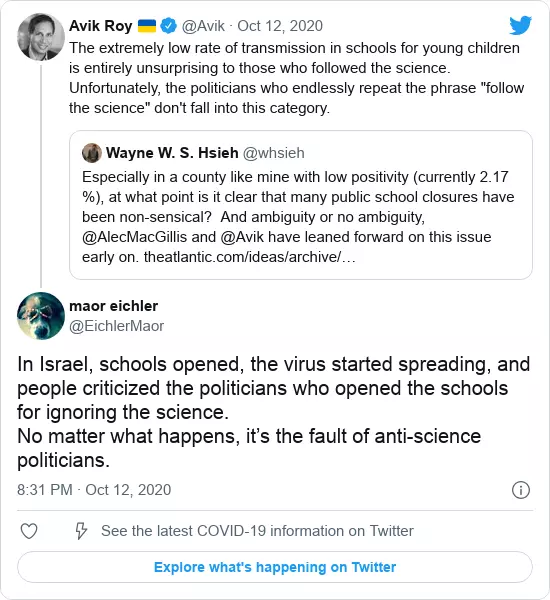 Avik Roy 🇺🇦 @Avik · Oct 12, 2020
The extremely low rate of transmission in schools for young children
is entirely unsurprising to those who followed the science.
Unfortunately, the politicians who endlessly repeat the phrase "follow
the science" don't fall into this category.
Wayne W. S. Hsieh @whsieh
Especially in a county like mine with low positivity (currently 2.17
%), at what point is it clear that many public school closures have
been non-sensical?  And ambiguity or no ambiguity,
@AlecMacGillis and @Avik have leaned forward on this issue
early on. theatlantic.com/ideas/archive/…
maor eichler
@EichlerMaor
In Israel, schools opened, the virus started spreading, and
people criticized the politicians who opened the schools
for ignoring the science.
No matter what happens, it’s the fault of anti-science
politicians.
8:31 PM · Oct 12, 2020
See the latest COVID-19 information on Twitter
Explore what's happening on Twitter